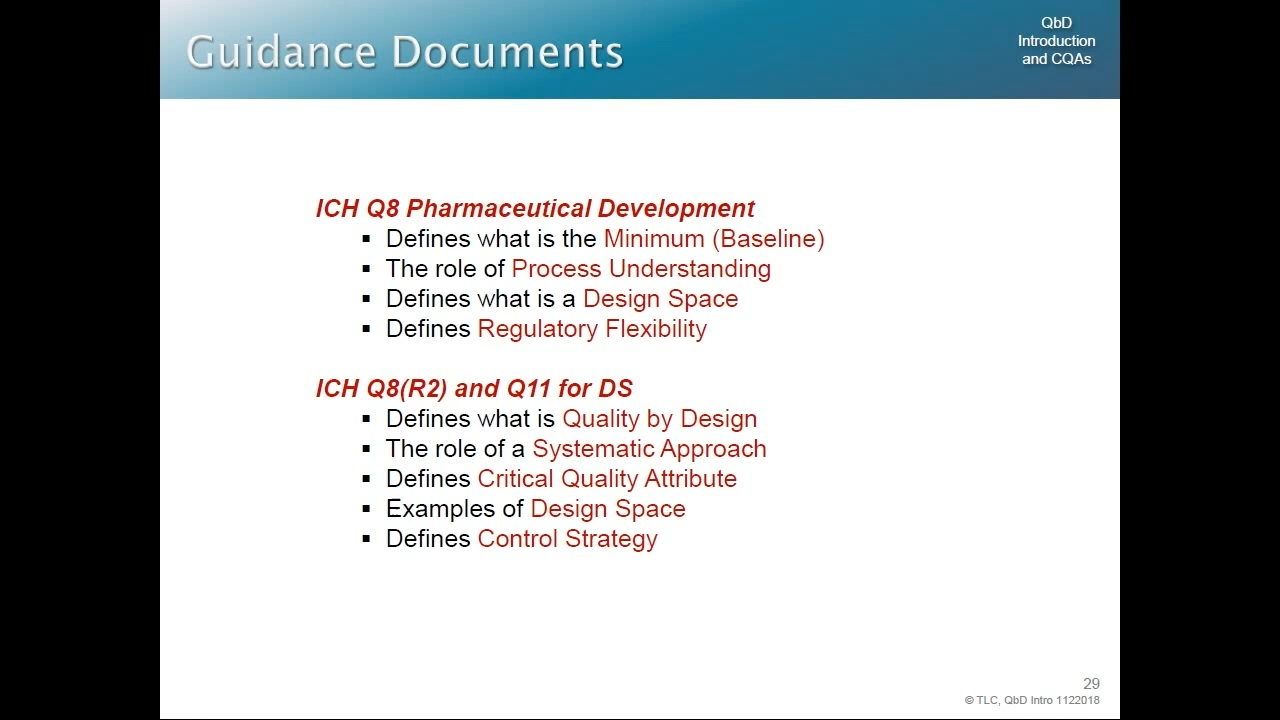 Guidance Documents
QbD
Introduction
and CQAs
ICH Q8 Pharmaceutical Development
▪ Defines what is the Minimum (Baseline)
▪ The role of Process Understanding
▪ Defines what is a Design Space
▪ Defines Regulatory Flexibility
ICH Q8(R2) and Q11 for DS
▪ Defines what is Quality by Design
▪ The role of a Systematic Approach
▪ Defines Critical Quality Attribute
▪ Examples of Design Space
▪ Defines Control Strategy
29
© TLC, QbD Intro 1122018